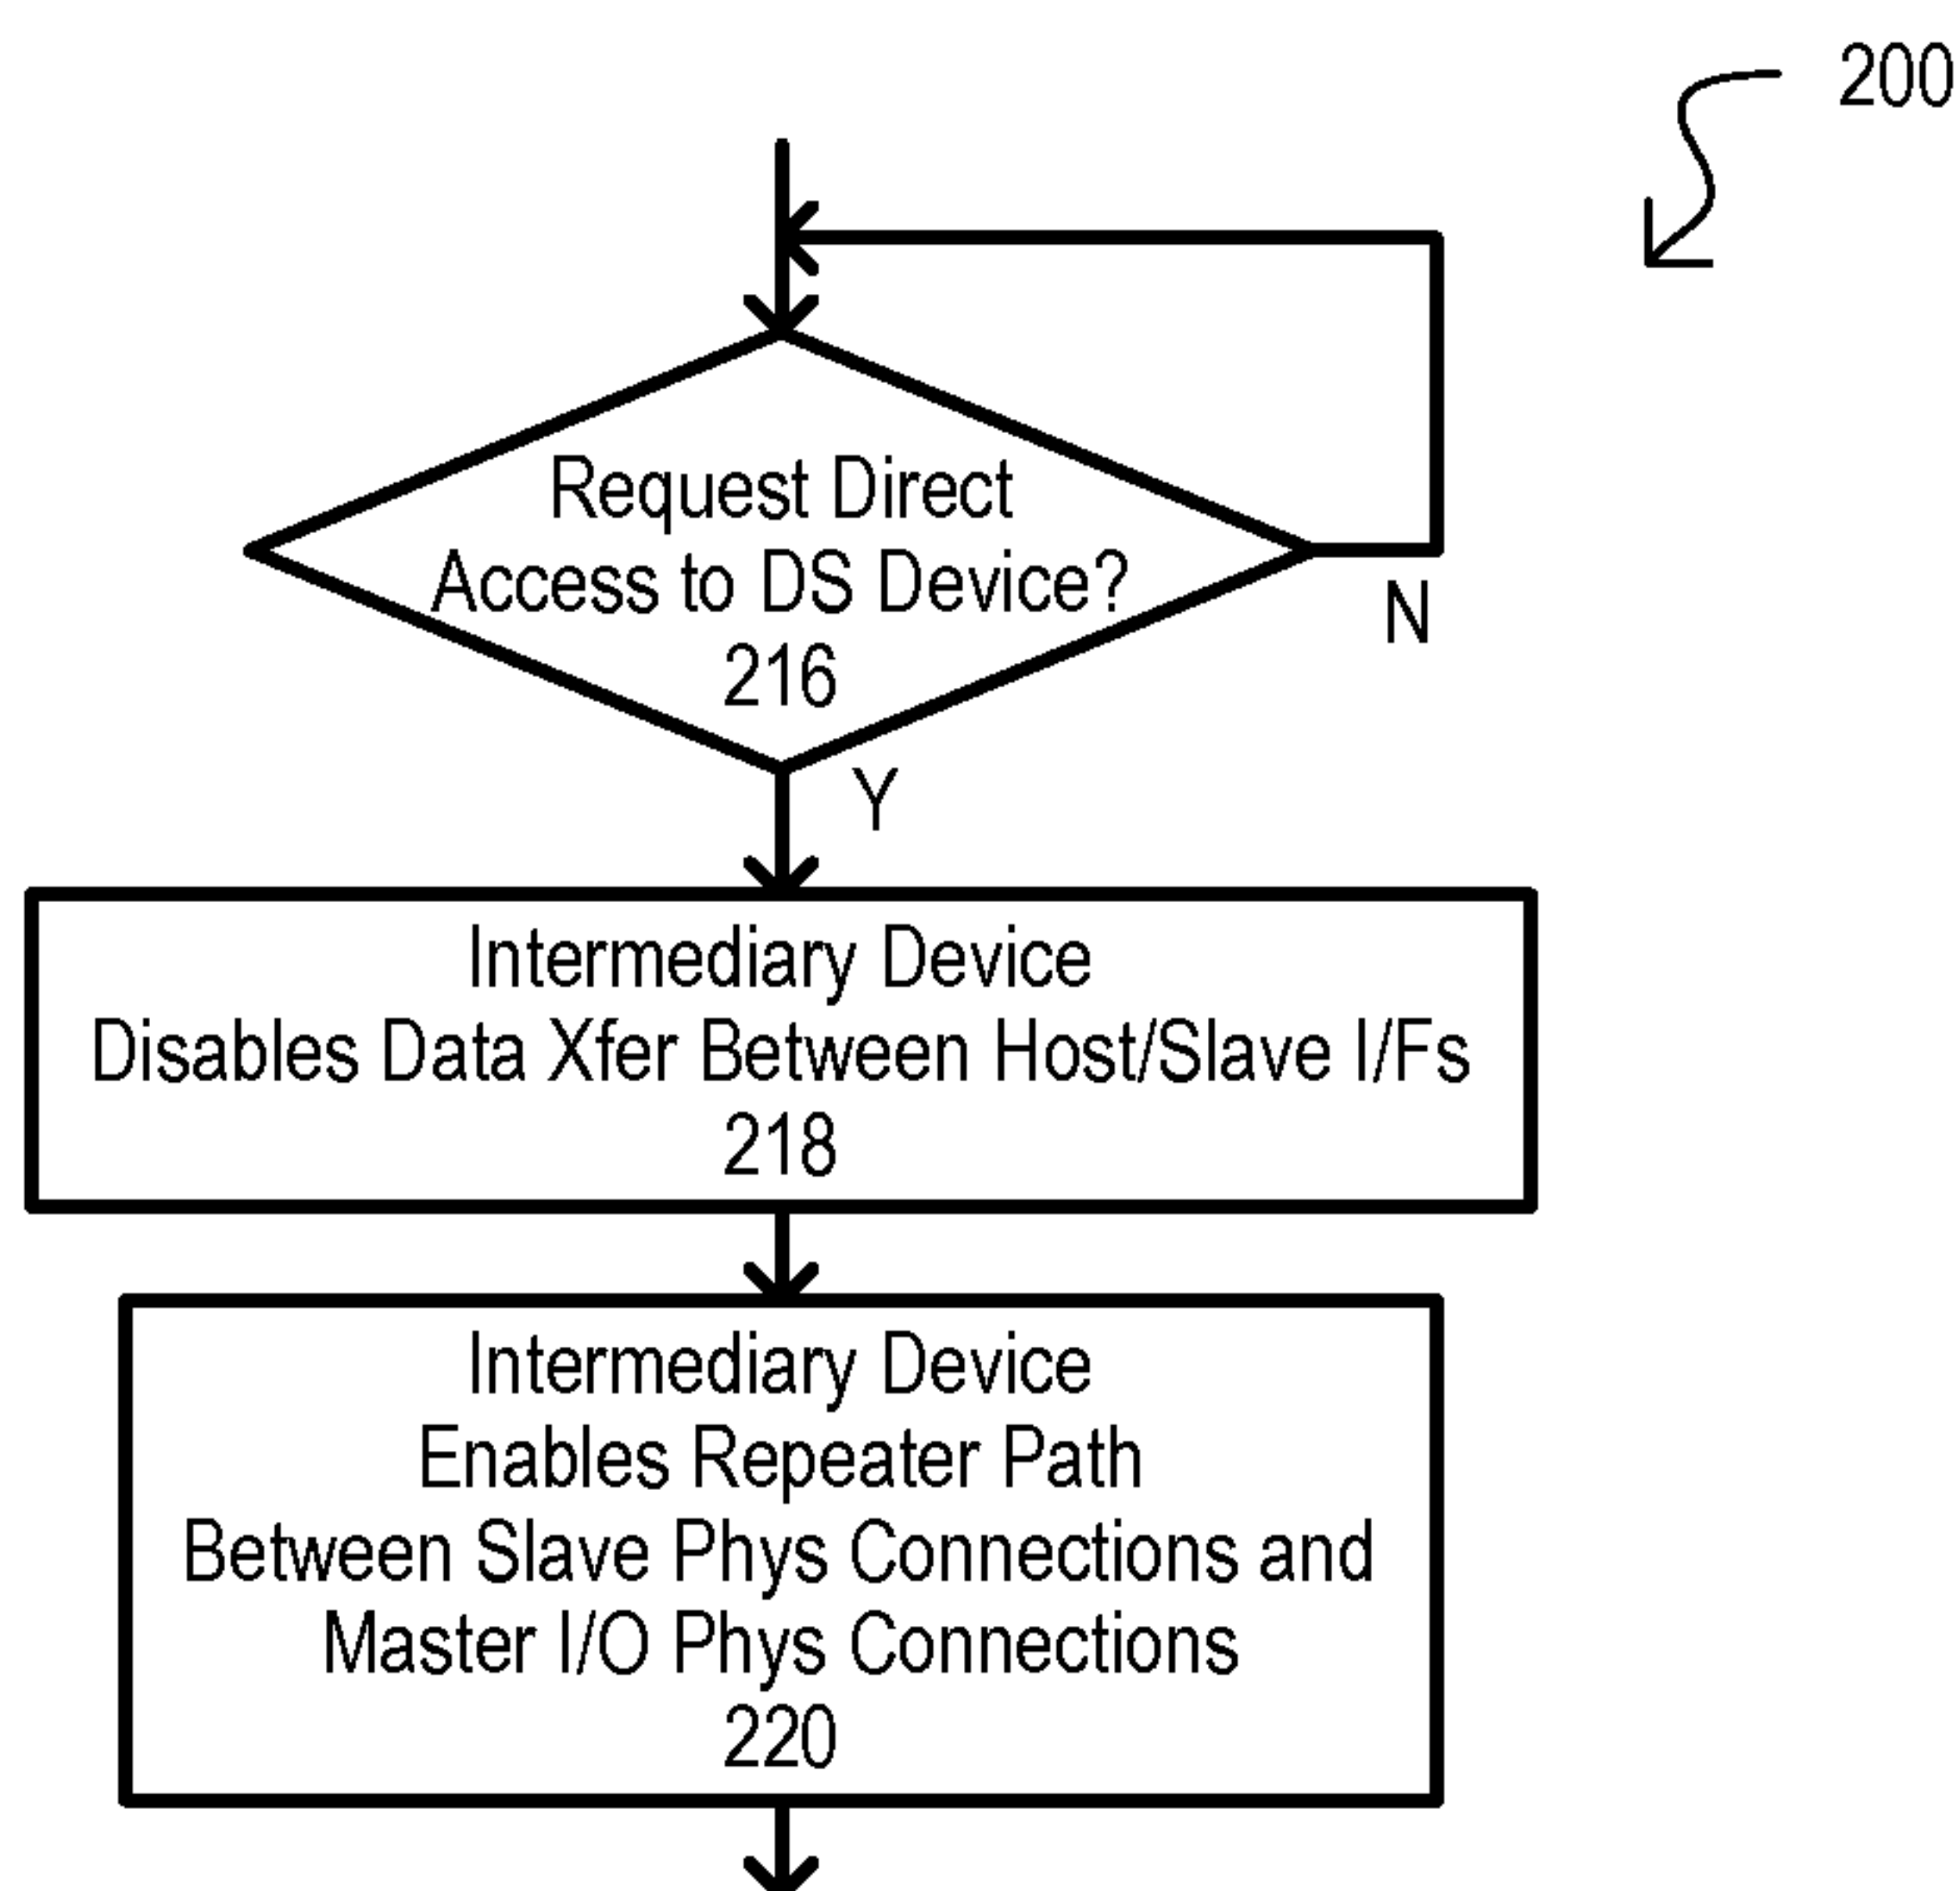 200
Request Direct
Access to DS Device?
216
N
Y
Intermediary Device
Disables Data Xfer Between Host/Slave I/Fs
218
Intermediary Device
Enables Repeater Path
Between Slave Phys Connections and
Master I/O Phys Connections
220